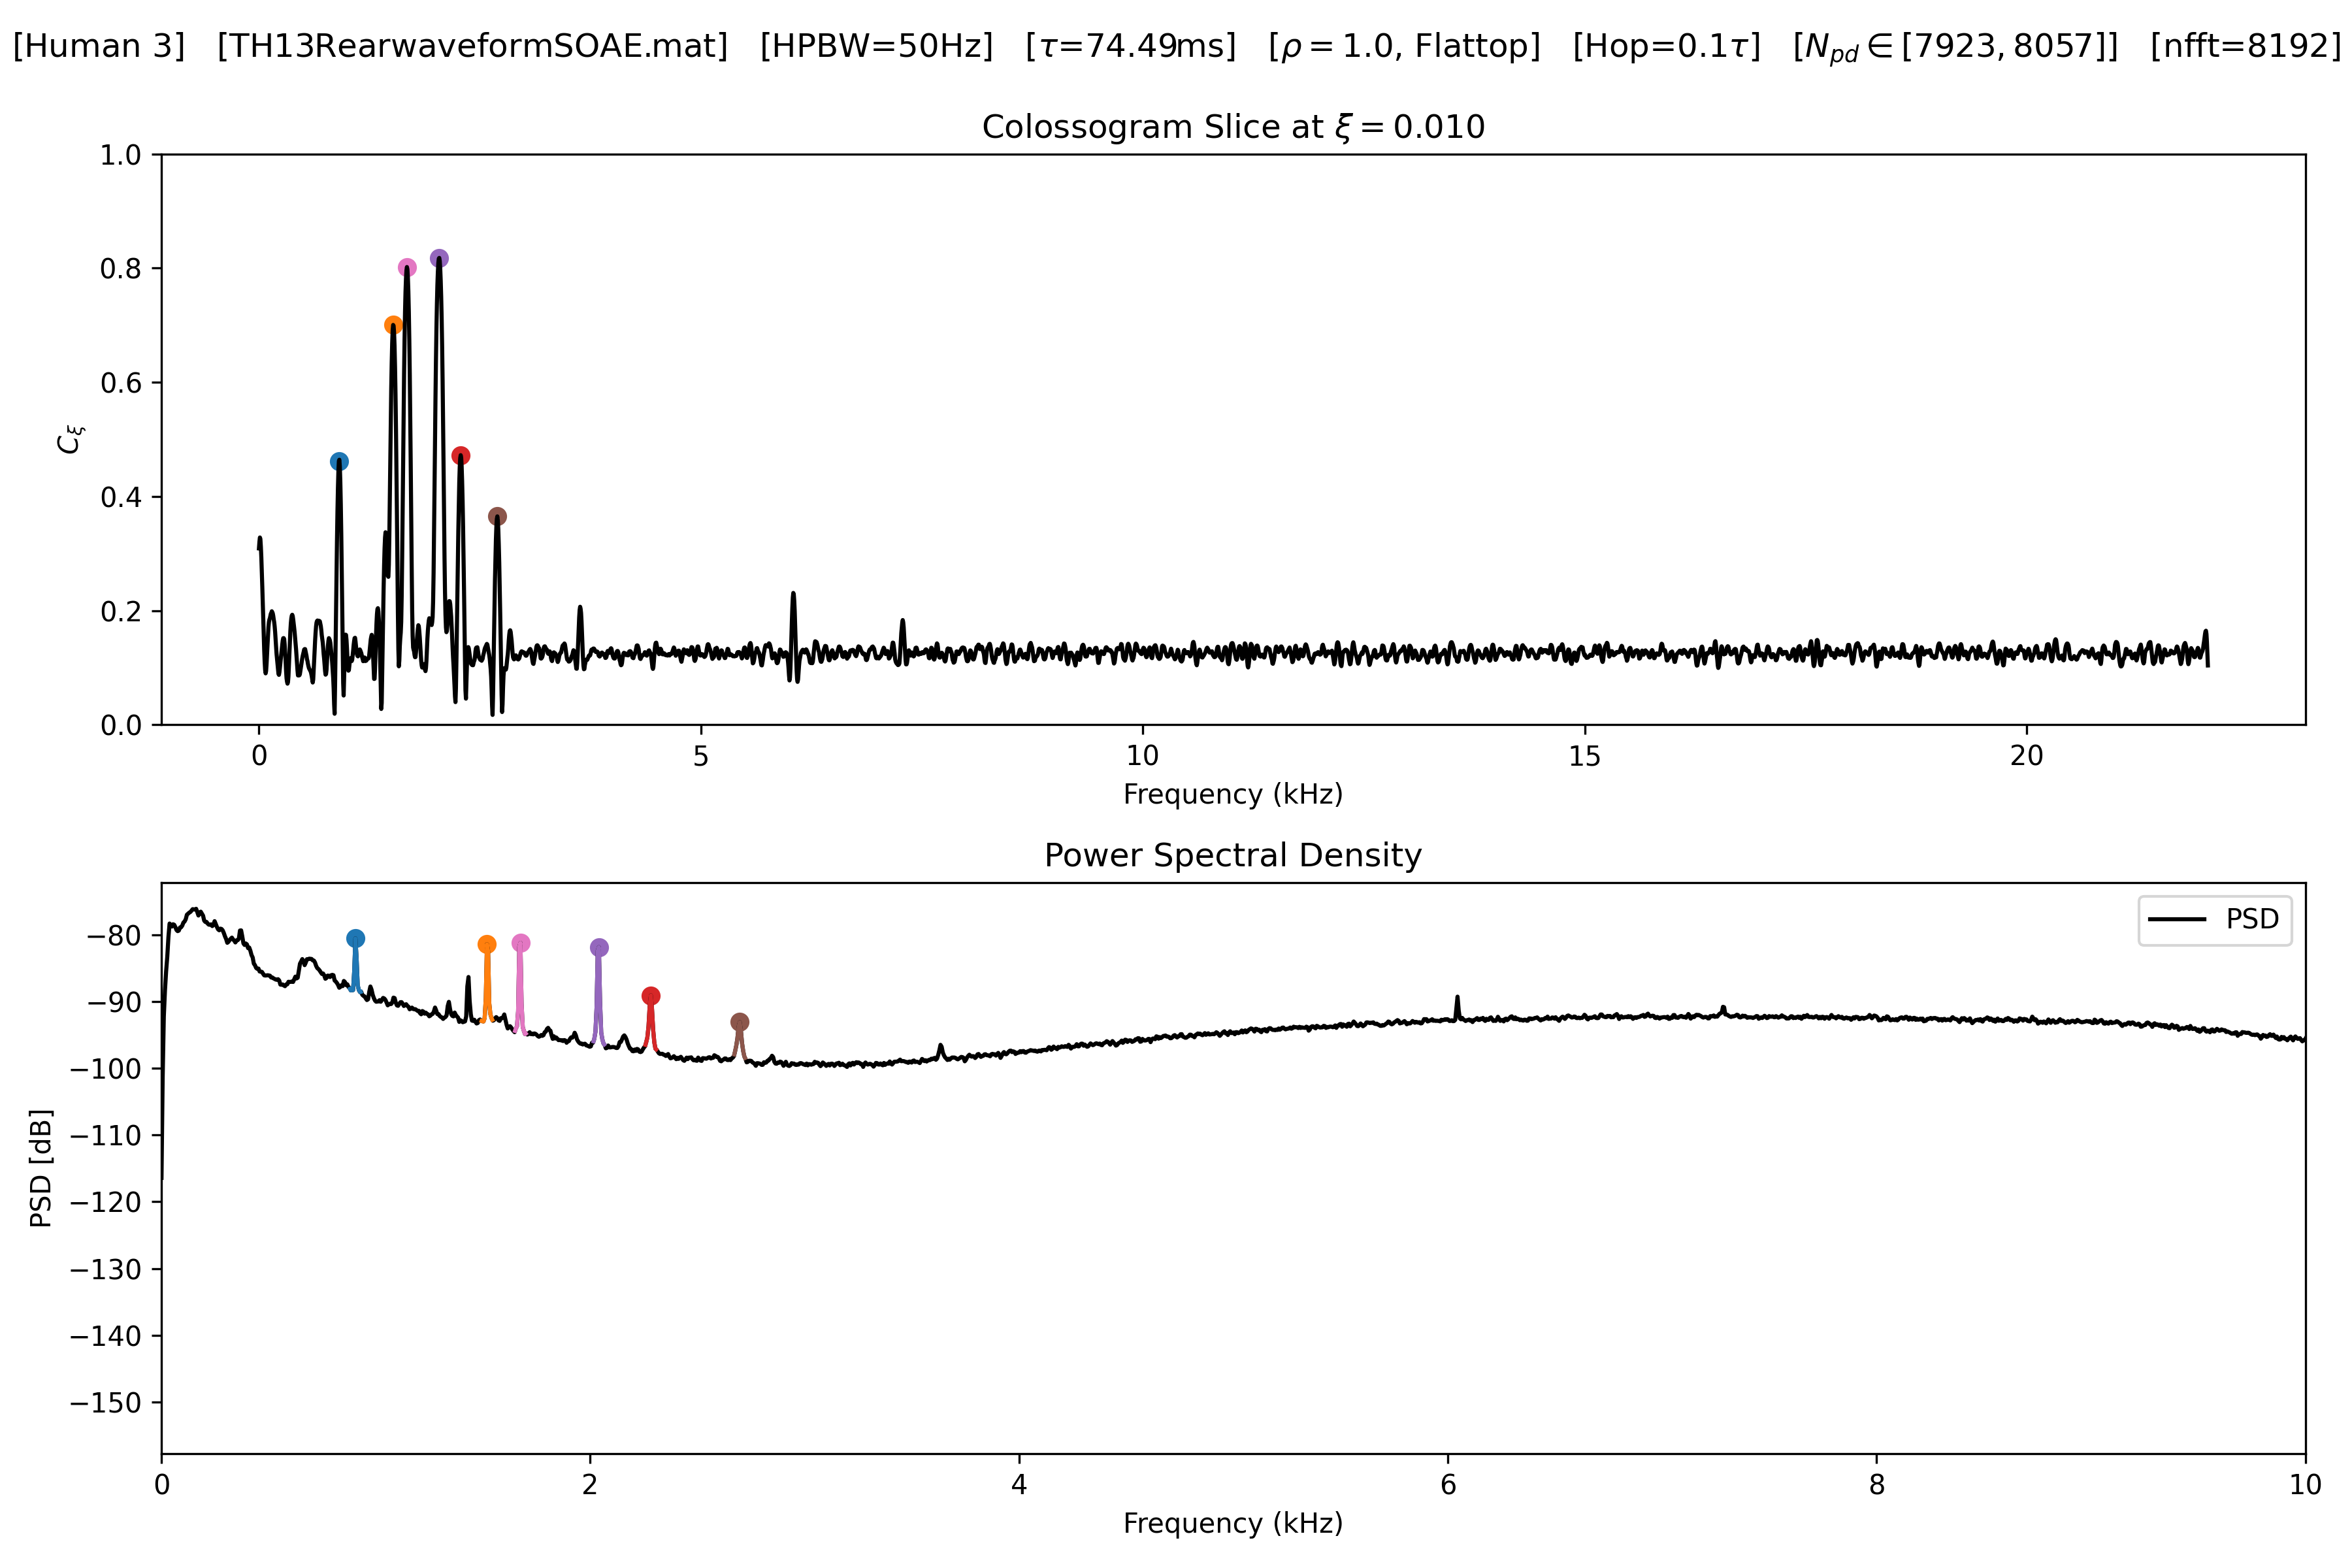 [Human 3] [TH13RearwaveformSOAE.mat] [HPBW=50Hz] [τ=74.49ms] [ρ = 1.0, Flattop] [Hop=0.1τ] [N_pd ∈ [7923, 8057]] [nfft=8192]
Colossogram Slice at ξ = 0.010
1.0
0.8
0.6
0.4
0.2
0.0
C_ξ
0 5 10 15 20
Frequency (kHz)
Power Spectral Density
PSD
−80
−90
−100
−110
−120
−130
−140
−150
PSD [dB]
0 2 4 6 8 10
Frequency (kHz)